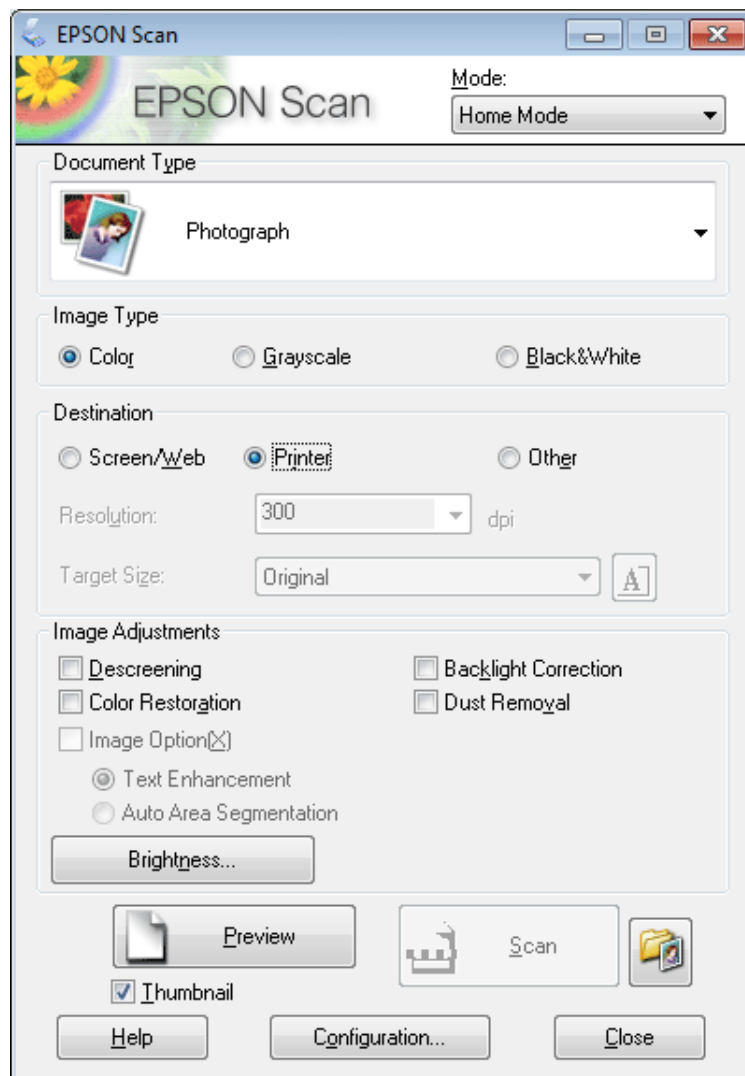 EPSON Scan
EPSON Scan
Mode:
Home Mode
Document Type
Photograph
Image Type
Color Grayscale Black&White
Destination
Screen/Web Printer Other
Resolution: 300 dpi
Target Size: Original A
Image Adjustments
Descreening Backlight Correction
Color Restoration Dust Removal
Image Option(X)
Text Enhancement
Auto Area Segmentation
Brightness...
Preview Scan
Thumbnail
Help Configuration... Close